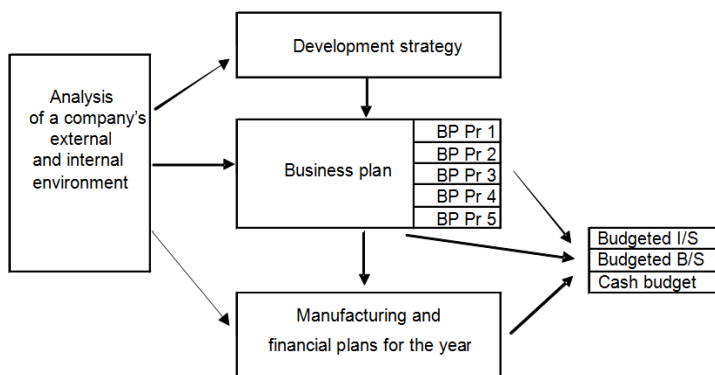 Development strategy
Analysis
of a company's
external
and internal
environment
Business plan
BP Pr 1
BP Pr 2
BP Pr 3
BP Pr 4
BP Pr 5
Budgeted I/S
Budgeted B/S
Cash budget
Manufacturing and
financial plans for the year